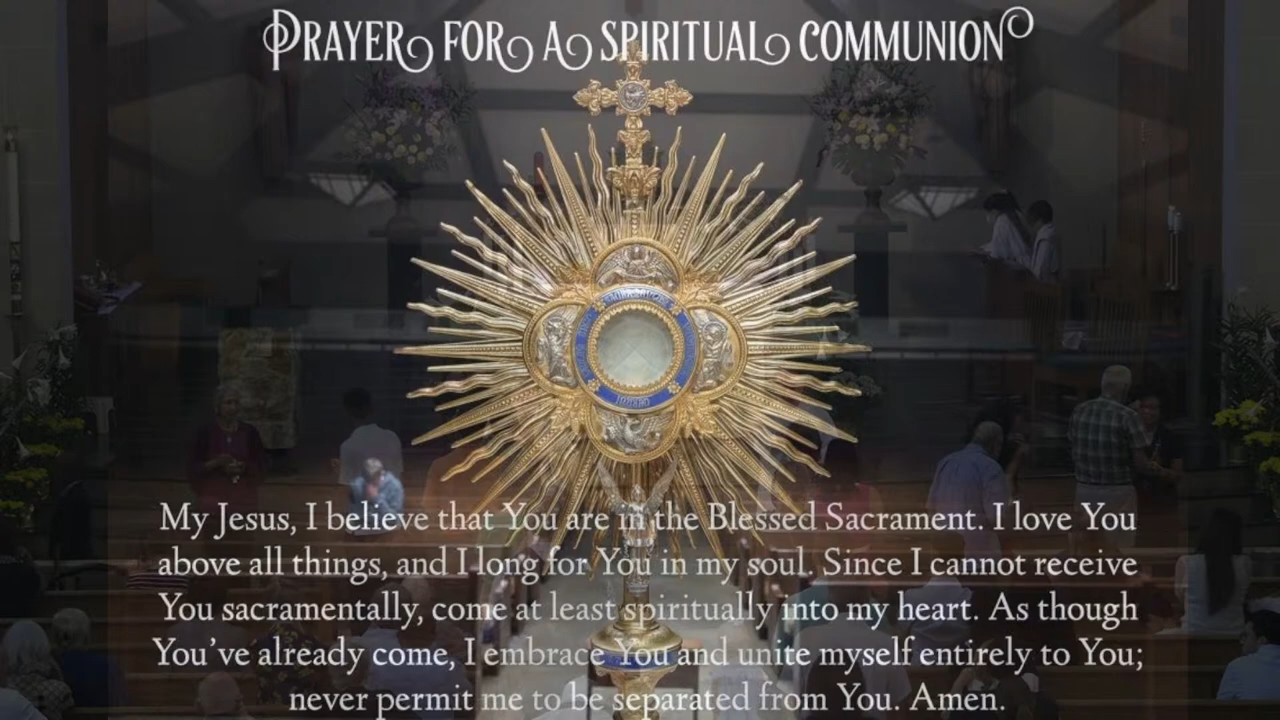 Prayer for a Spiritual Communion
My Jesus, I believe that You are in the Blessed Sacrament. I love You
above all things, and I long for You in my soul. Since I cannot receive
You sacramentally, come at least spiritually into my heart. As though
You've already come, I embrace You and unite myself entirely to You;
never permit me to be separated from You. Amen.